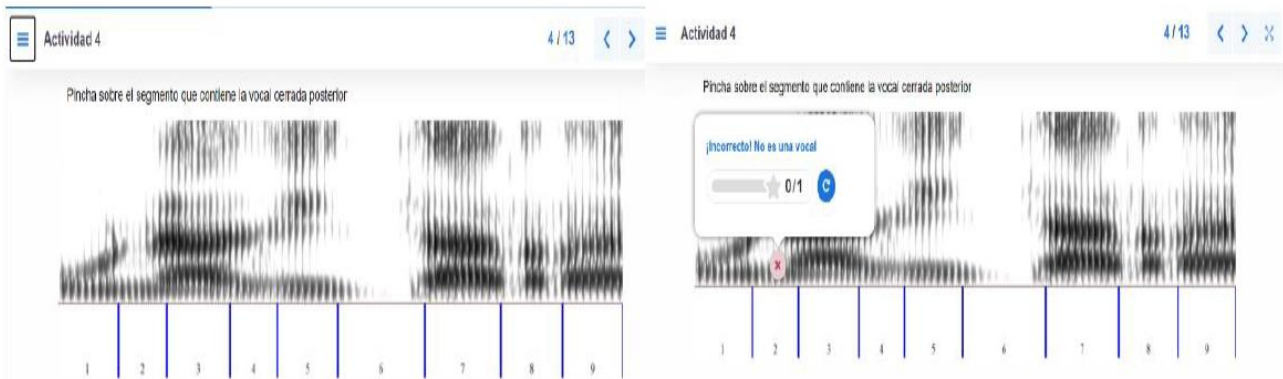 Actividad 4
4 / 13
Pincha sobre el segmento que contiene la vocal cerrada posterior
1 2 3 4 5 6 7 8 9
Actividad 4
4 / 13
Pincha sobre el segmento que contiene la vocal cerrada posterior
¡Incorrecto! No es una vocal
0/1
1 2 3 4 5 6 7 8 9